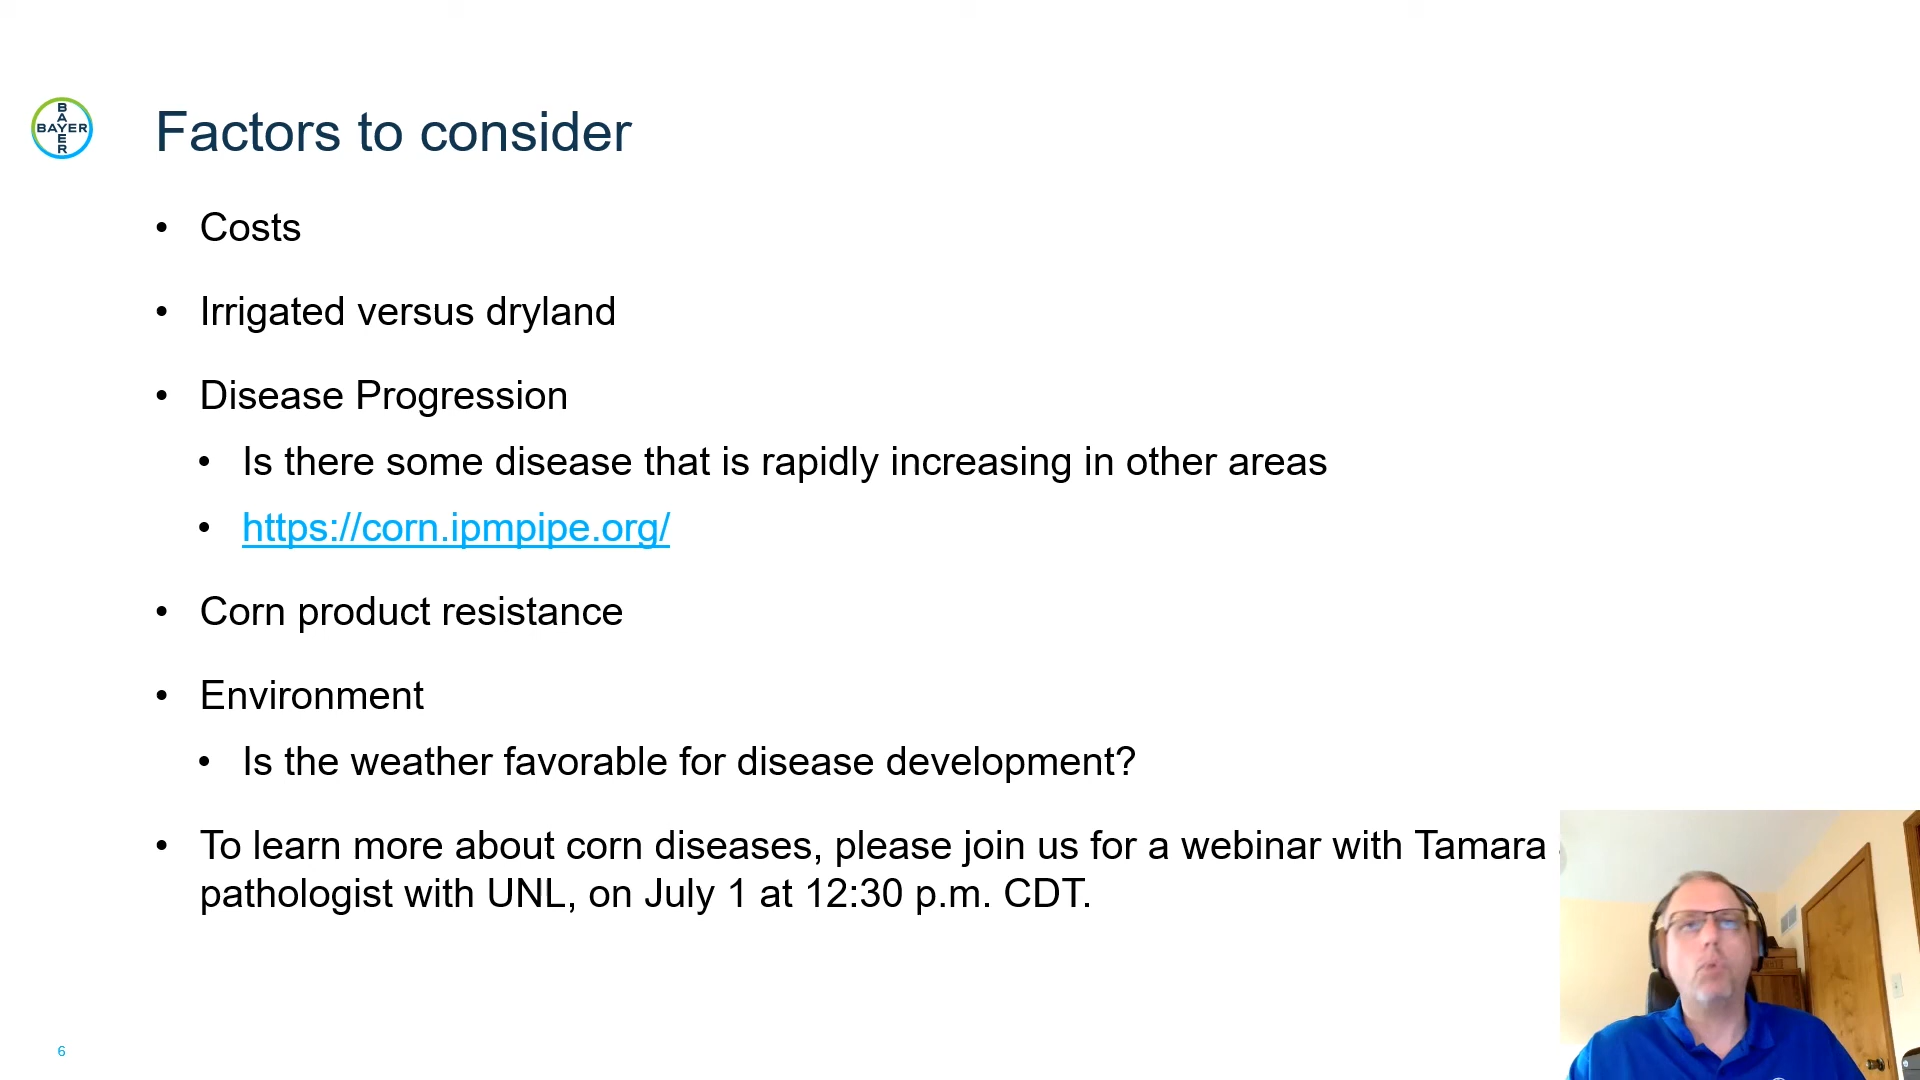 BAYER
BAYER
Factors to consider
• Costs
• Irrigated versus dryland
• Disease Progression
• Is there some disease that is rapidly increasing in other areas
• https://corn.ipmpipe.org/
• Corn product resistance
• Environment
• Is the weather favorable for disease development?
• To learn more about corn diseases, please join us for a webinar with Tamara
pathologist with UNL, on July 1 at 12:30 p.m. CDT.
6